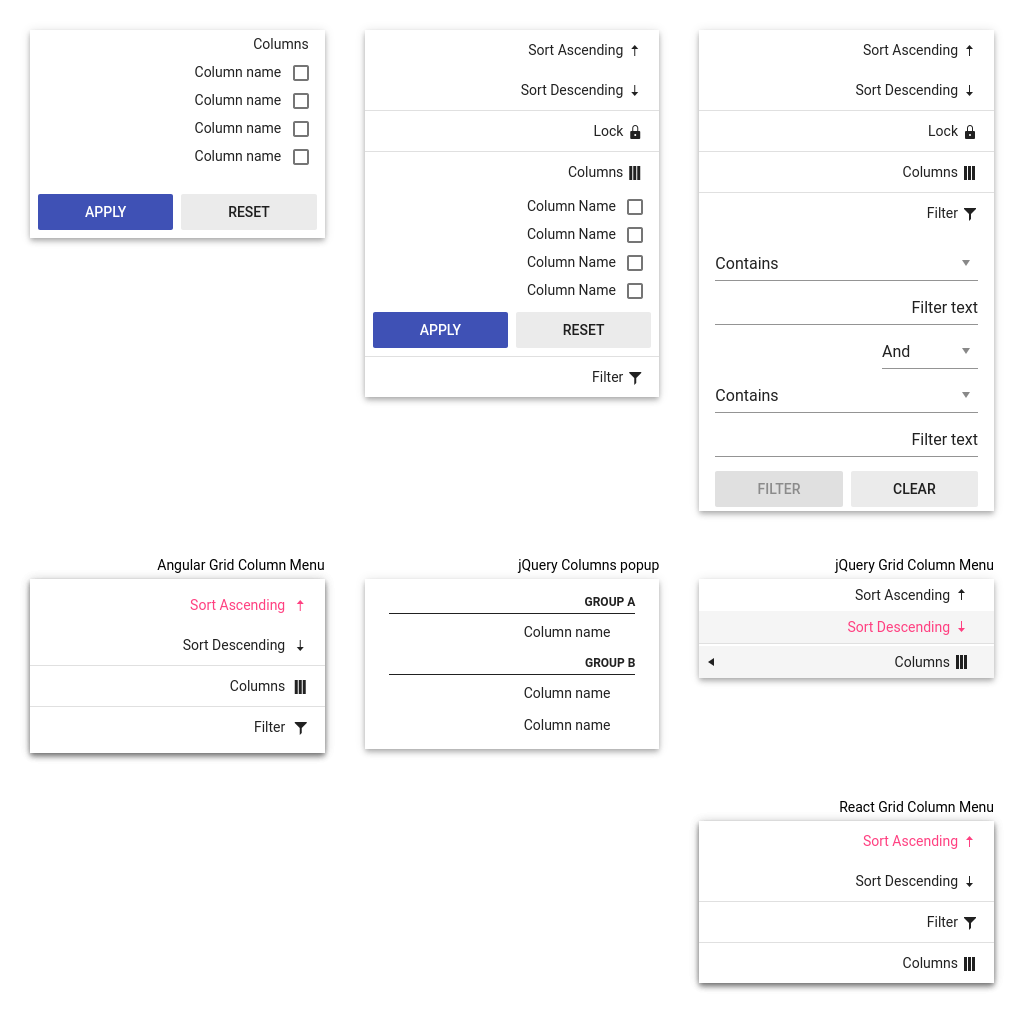 Columns
Column name
Column name
Column name
Column name
APPLY
RESET
Sort Ascending
Sort Descending
Lock
Columns
Column Name
Column Name
Column Name
Column Name
APPLY
RESET
Filter
Sort Ascending
Sort Descending
Lock
Columns
Filter
Contains
Filter text
And
Contains
Filter text
FILTER
CLEAR
Angular Grid Column Menu
Sort Ascending
Sort Descending
Columns
Filter
jQuery Columns popup
GROUP A
Column name
GROUP B
Column name
Column name
jQuery Grid Column Menu
Sort Ascending
Sort Descending
Columns
React Grid Column Menu
Sort Ascending
Sort Descending
Filter
Columns